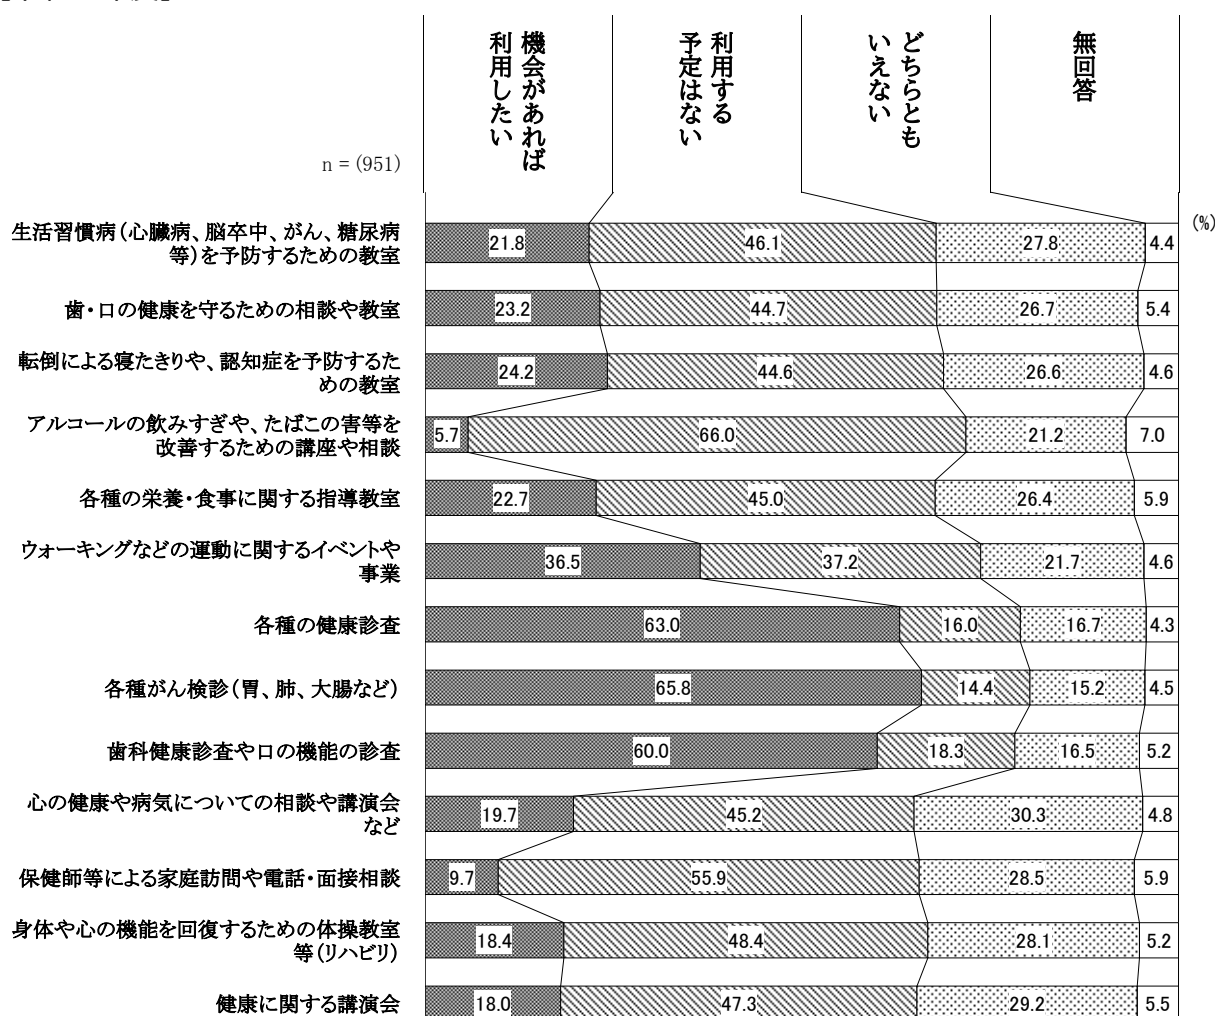 機会があれば
利用したい
利用する
予定はない
どちらとも
いえない
無回答
n = (951)
(%)
生活習慣病(心臓病、脳卒中、がん、糖尿病
等)を予防するための教室
21.8 46.1 27.8 4.4
歯・口の健康を守るための相談や教室
23.2 44.7 26.7 5.4
転倒による寝たきりや、認知症を予防するた
めの教室
24.2 44.6 26.6 4.6
アルコールの飲みすぎや、たばこの害等を
改善するための講座や相談
5.7 66.0 21.2 7.0
各種の栄養・食事に関する指導教室
22.7 45.0 26.4 5.9
ウォーキングなどの運動に関するイベントや
事業
36.5 37.2 21.7 4.6
各種の健康診査
63.0 16.0 16.7 4.3
各種がん検診(胃、肺、大腸など)
65.8 14.4 15.2 4.5
歯科健康診査や口の機能の診査
60.0 18.3 16.5 5.2
心の健康や病気についての相談や講演会
など
19.7 45.2 30.3 4.8
保健師等による家庭訪問や電話・面接相談
9.7 55.9 28.5 5.9
身体や心の機能を回復するための体操教室
等(リハビリ)
18.4 48.4 28.1 5.2
健康に関する講演会
18.0 47.3 29.2 5.5